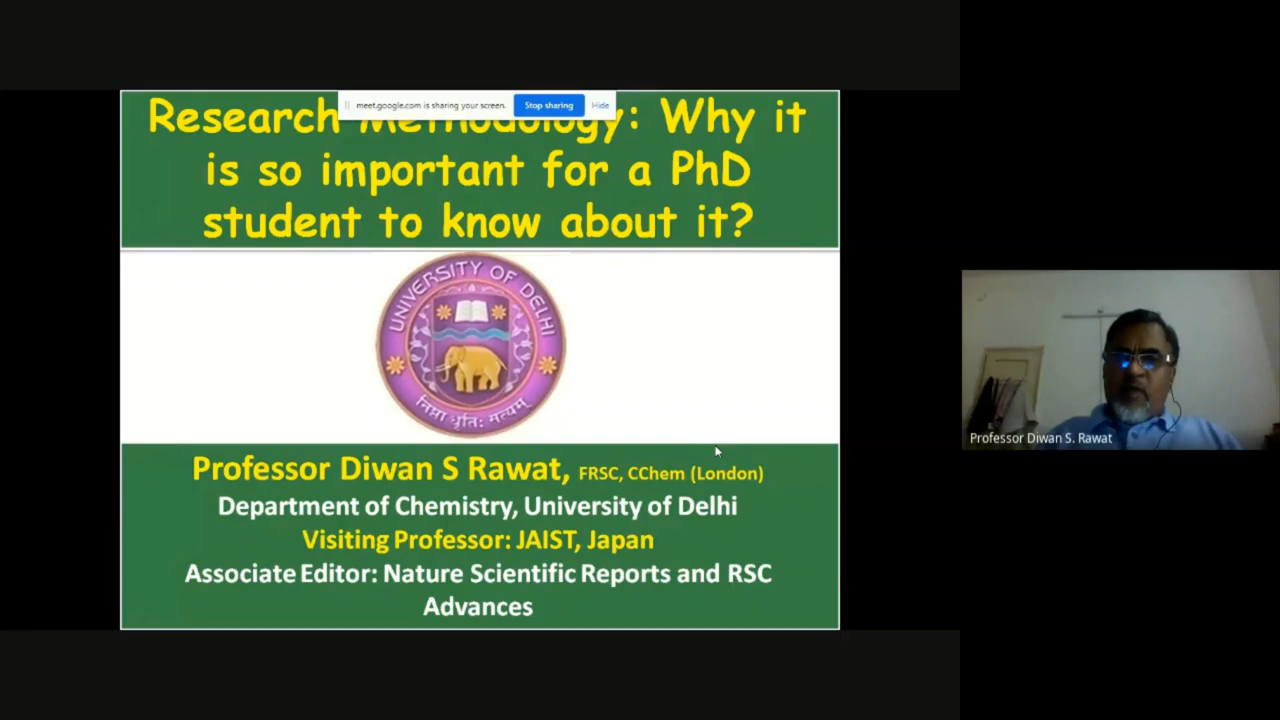 meet.google.com is sharing your screen. Stop sharing Hide
Research Methodology: Why it
is so important for a PhD
student to know about it?
UNIVERSITY OF DELHI
निष्ठा धृति: सत्यम्
Professor Diwan S Rawat, FRSC, CChem (London)
Department of Chemistry, University of Delhi
Visiting Professor: JAIST, Japan
Associate Editor: Nature Scientific Reports and RSC
Advances
Professor Diwan S. Rawat